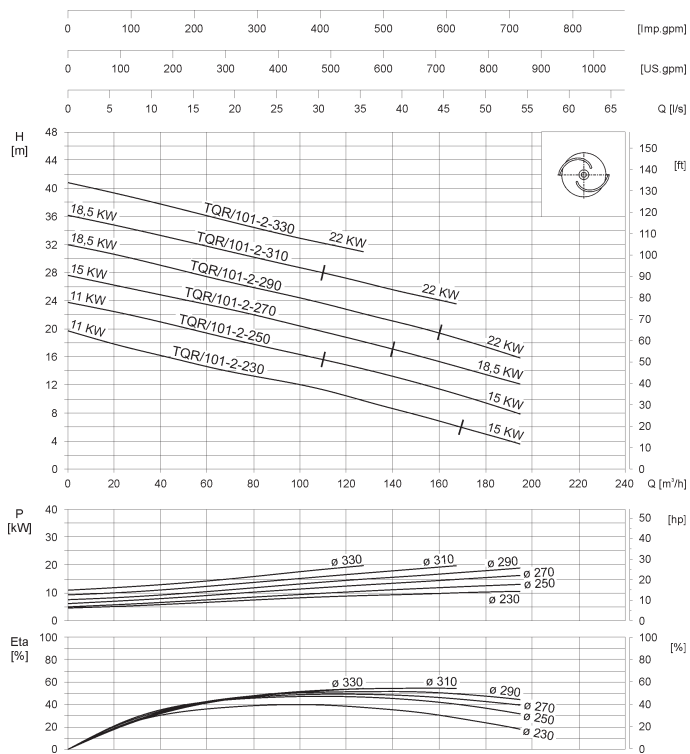 0 100 200 300 400 500 600 700 800 [Imp.gpm]
0 100 200 300 400 500 600 700 800 900 1000 [US.gpm]
0 5 10 15 20 25 30 35 40 45 50 55 60 65 Q [l/s]
H
[m]
48
44
40
36
32
28
24
20
16
12
8
4
0
150
[ft]
140
130
120
110
100
90
80
70
60
50
40
30
20
10
0
TQR/101-2-330
22 KW
18,5 KW
TQR/101-2-310
22 KW
18,5 KW
TQR/101-2-290
22 KW
15 KW
TQR/101-2-270
18,5 KW
11 KW
TQR/101-2-250
15 KW
11 KW
TQR/101-2-230
15 KW
0 20 40 60 80 100 120 140 160 180 200 220 240 Q [m³/h]
P
[kW]
40
30
20
10
0
ø 330
ø 310
ø 290
ø 270
ø 250
ø 230
50 [hp]
40
30
20
10
0
Eta
[%]
100
80
60
40
20
0
ø 330
ø 310
ø 290
ø 270
ø 250
ø 230
100
[%]
80
60
40
20
0